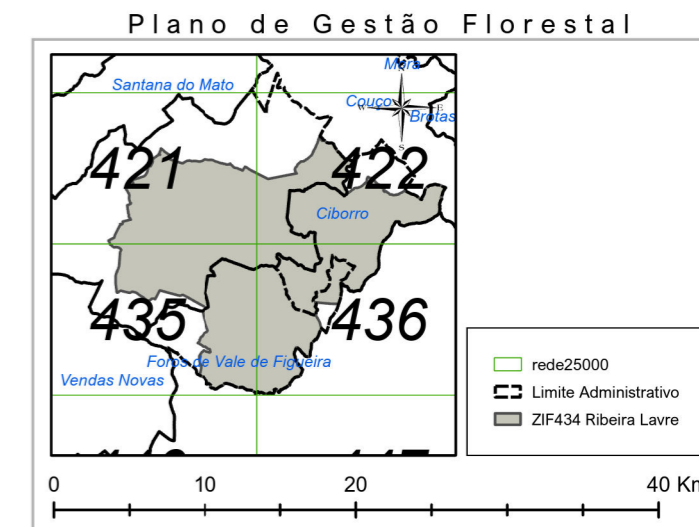 Plano de Gestão Florestal
Mora
Santana do Mato
Couço
Brotas
E
S
421
422
Ciborro
435
436
Foros de Vale de Figueira
Vendas Novas
rede25000
Limite Administrativo
ZIF434 Ribeira Lavre
0 10 20 40 Km